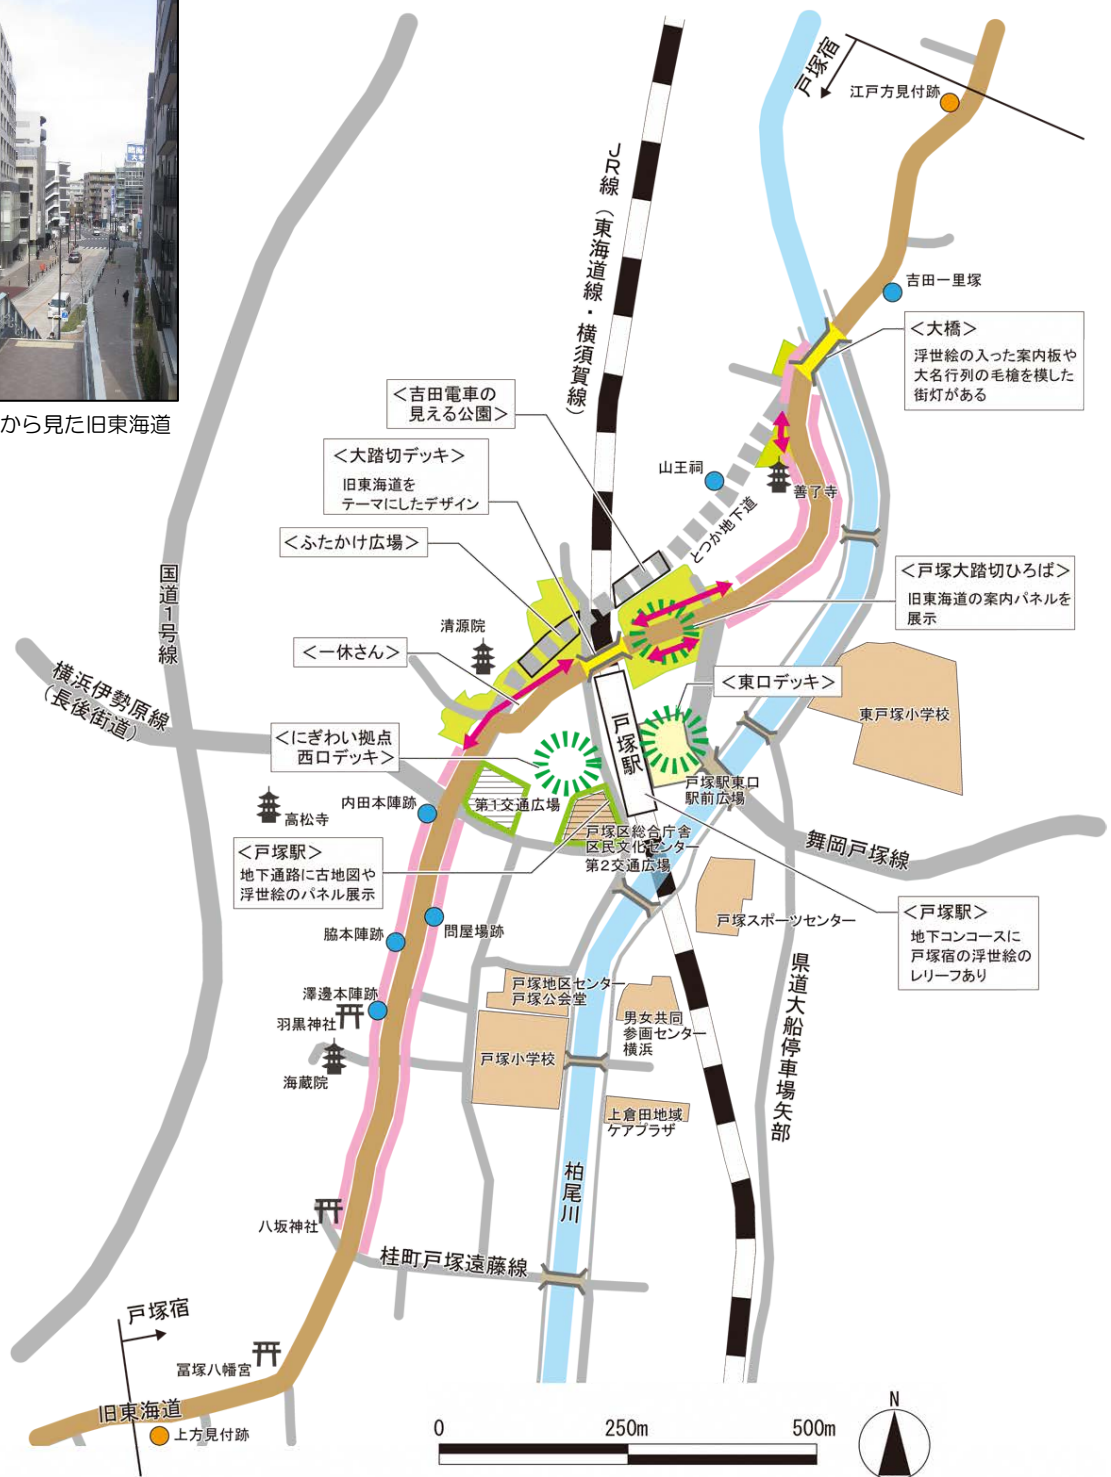 から見た旧東海道
戸塚宿
江戸方見付跡
JR線（東海道線・横須賀線）
吉田一里塚
＜大橋＞
浮世絵の入った案内板や
大名行列の毛槍を模した
街灯がある
＜吉田電車の
見える公園＞
＜大踏切デッキ＞
旧東海道を
テーマにしたデザイン
山王祠
善了寺
とつか地下道
＜ふたかけ広場＞
＜戸塚大踏切ひろば＞
旧東海道の案内パネルを
展示
国道1号線
清源院
＜一休さん＞
横浜伊勢原線
（長後街道）
＜東口デッキ＞
東戸塚小学校
＜にぎわい拠点
西口デッキ＞
戸塚駅
戸塚駅東口
駅前広場
内田本陣跡
第1交通広場
高松寺
戸塚区総合庁舎
区民文化センター
第2交通広場
舞岡戸塚線
＜戸塚駅＞
地下通路に古地図や
浮世絵のパネル展示
戸塚スポーツセンター
＜戸塚駅＞
地下コンコースに
戸塚宿の浮世絵の
レリーフあり
問屋場跡
脇本陣跡
県道大船停車場矢部
戸塚地区センター
戸塚公会堂
澤邊本陣跡
羽黒神社
男女共同
参画センター
横浜
戸塚小学校
海蔵院
上倉田地域
ケアプラザ
柏尾川
八坂神社
桂町戸塚遠藤線
戸塚宿
冨塚八幡宮
旧東海道
上方見付跡
0 250m 500m
N